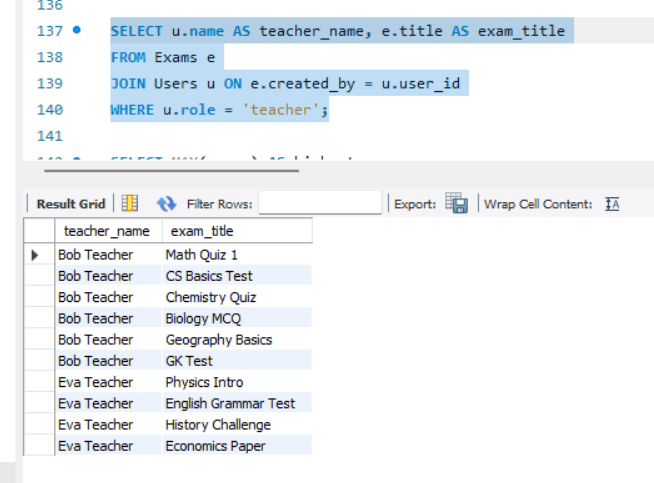 136
137 SELECT u.name AS teacher_name, e.title AS exam_title
138 FROM Exams e
139 JOIN Users u ON e.created_by = u.user_id
140 WHERE u.role = 'teacher';
141
Result Grid Filter Rows: Export: Wrap Cell Content: IA
teacher_name exam_title
Bob Teacher Math Quiz 1
Bob Teacher CS Basics Test
Bob Teacher Chemistry Quiz
Bob Teacher Biology MCQ
Bob Teacher Geography Basics
Bob Teacher GK Test
Eva Teacher Physics Intro
Eva Teacher English Grammar Test
Eva Teacher History Challenge
Eva Teacher Economics Paper